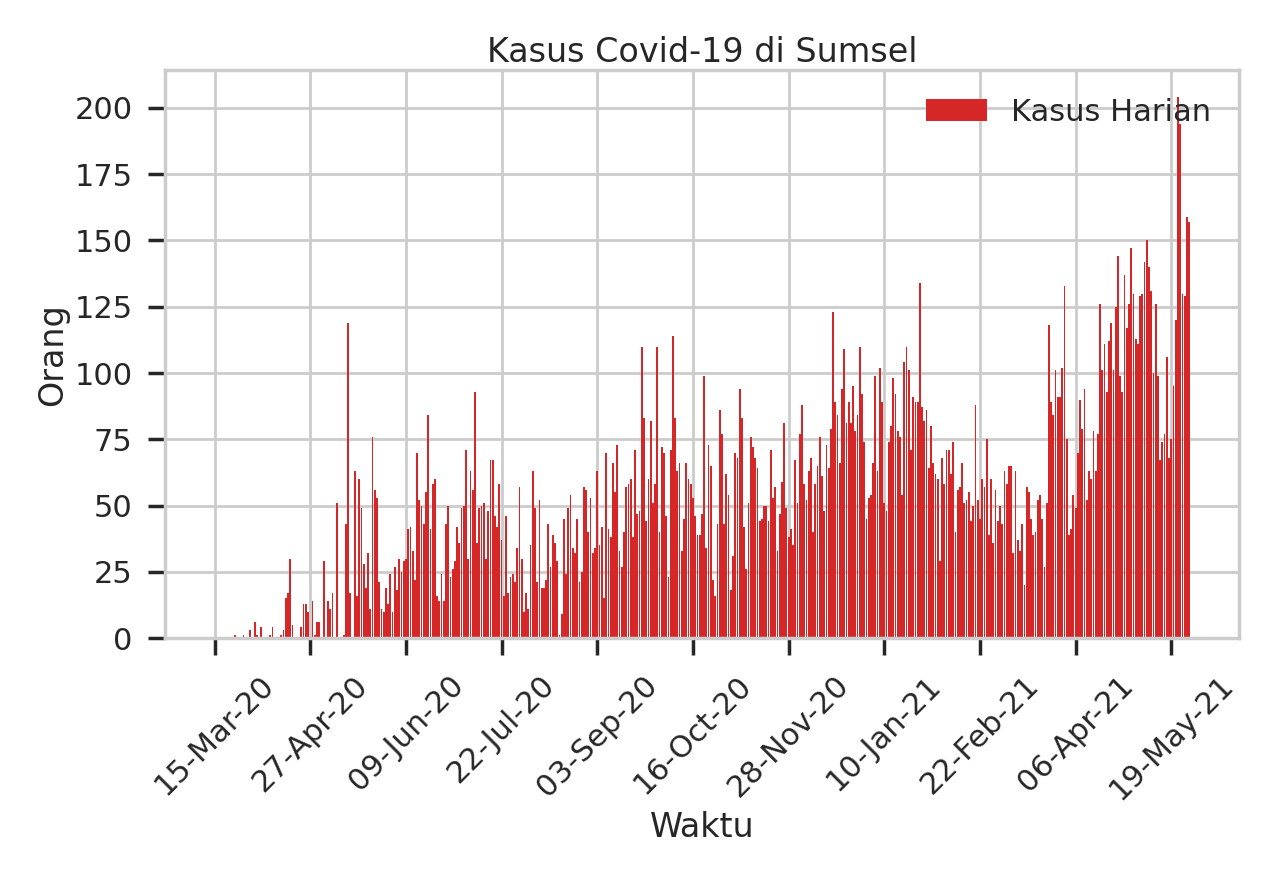 Kasus Covid-19 di Sumsel
Kasus Harian
200
175
150
125
100
75
50
25
0
Orang
15-Mar-20
27-Apr-20
09-Jun-20
22-Jul-20
03-Sep-20
16-Oct-20
28-Nov-20
10-Jan-21
22-Feb-21
06-Apr-21
19-May-21
Waktu